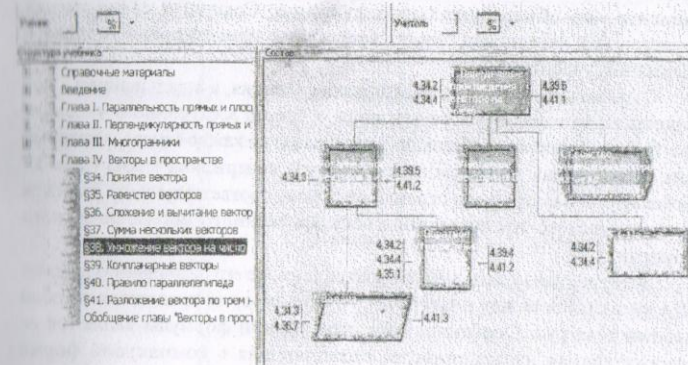 Ученик %
Учитель %
Структура учебника
Состав
Справочные материалы
Введение
Глава I. Параллельность прямых и плос
Глава II. Перпендикулярность прямых и
Глава III. Многогранники
Глава IV. Векторы в пространстве
§34. Понятие вектора
§35. Равенство векторов
§36. Сложение и вычитание вектор
§37. Сумма нескольких векторов
§38. Умножение вектора на число
§39. Компланарные векторы
§40. Правило параллелепипеда
§41. Разложение вектора по трем н
Обобщение главы "Векторы в прост
4.34.2 4.39.5
4.34.4 4.41.1
4.34.3 4.39.5
4.41.2
4.34.2 4.39.4
4.34.4 4.41.2
4.35.1
4.34.2
4.34.4
4.34.3
4.36.7 4.41.3